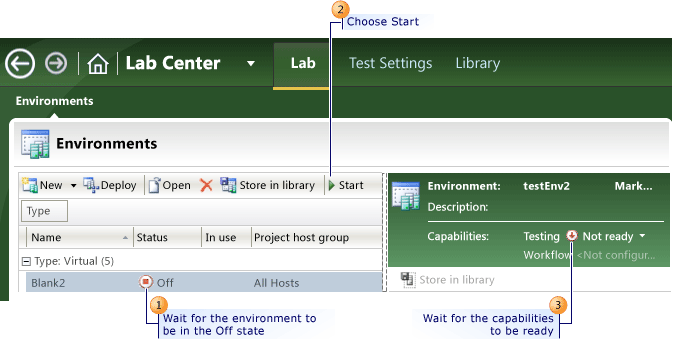 2
Choose Start
Lab Center Lab Test Settings Library
Environments
Environments
New Deploy Open Store in library Start
Type
Name Status In use Project host group
Type: Virtual (5)
Blank2 Off All Hosts
Environment: testEnv2 Mark...
Description:
Capabilities: Testing Not ready
Workflow <Not configur...
Store in library
1
Wait for the environment to
be in the Off state
3
Wait for the capabilities
to be ready